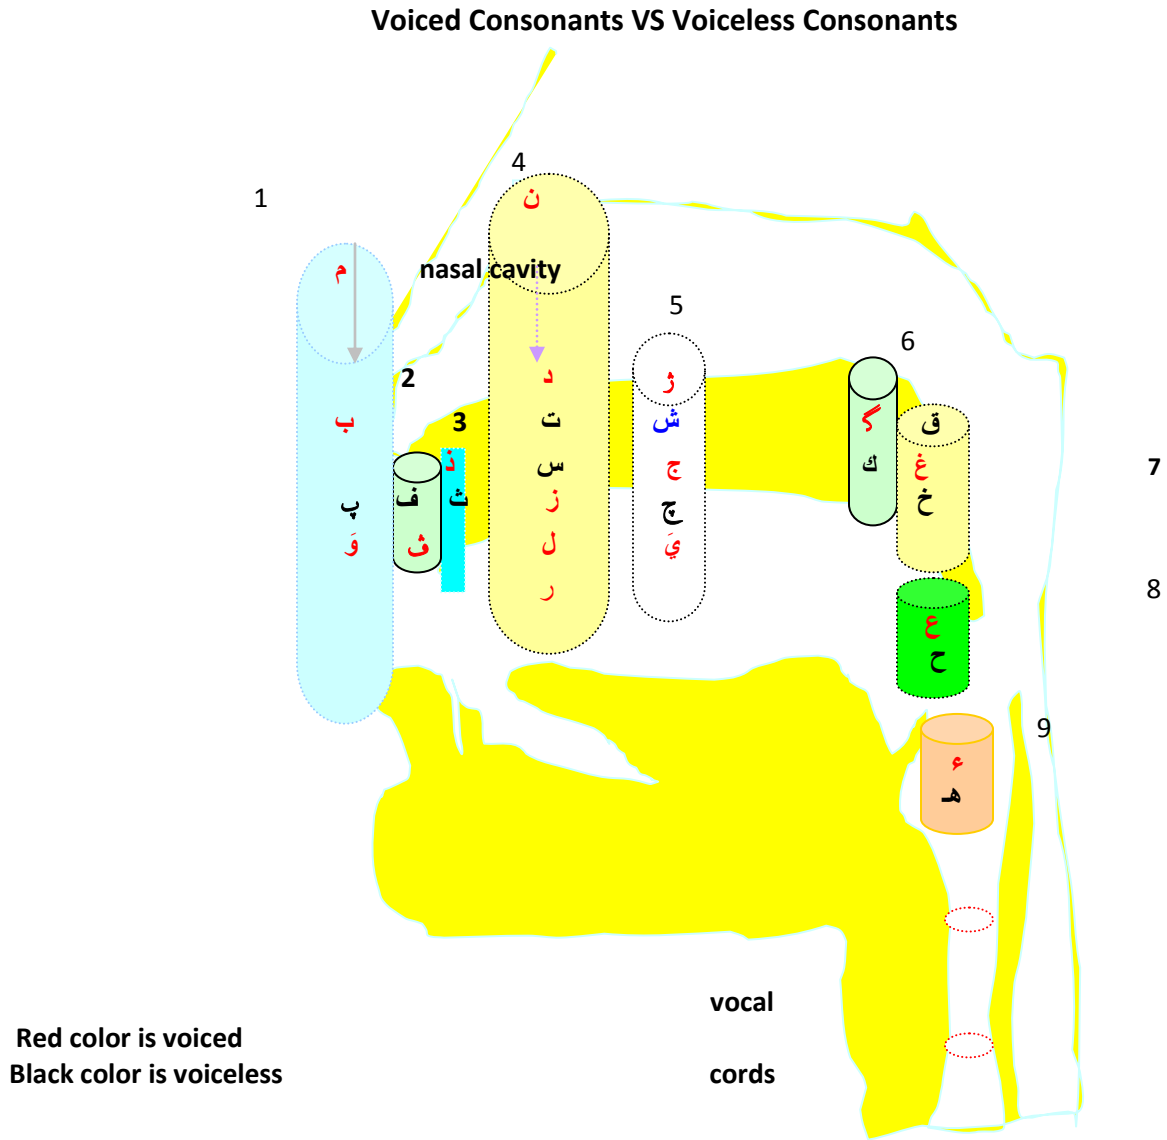 Voiced Consonants VS Voiceless Consonants
4
1
ن
nasal cavity
م
5
6
2
د
ژ
3
ب
ت
ش
گ
ق
ذ
س
ج
ك
غ
7
ف
ث
پ
ز
چ
خ
ڤ
وَ
ل
يَ
ر
8
ع
ح
9
ء
هـ
vocal
Red color is voiced
Black color is voiceless
cords